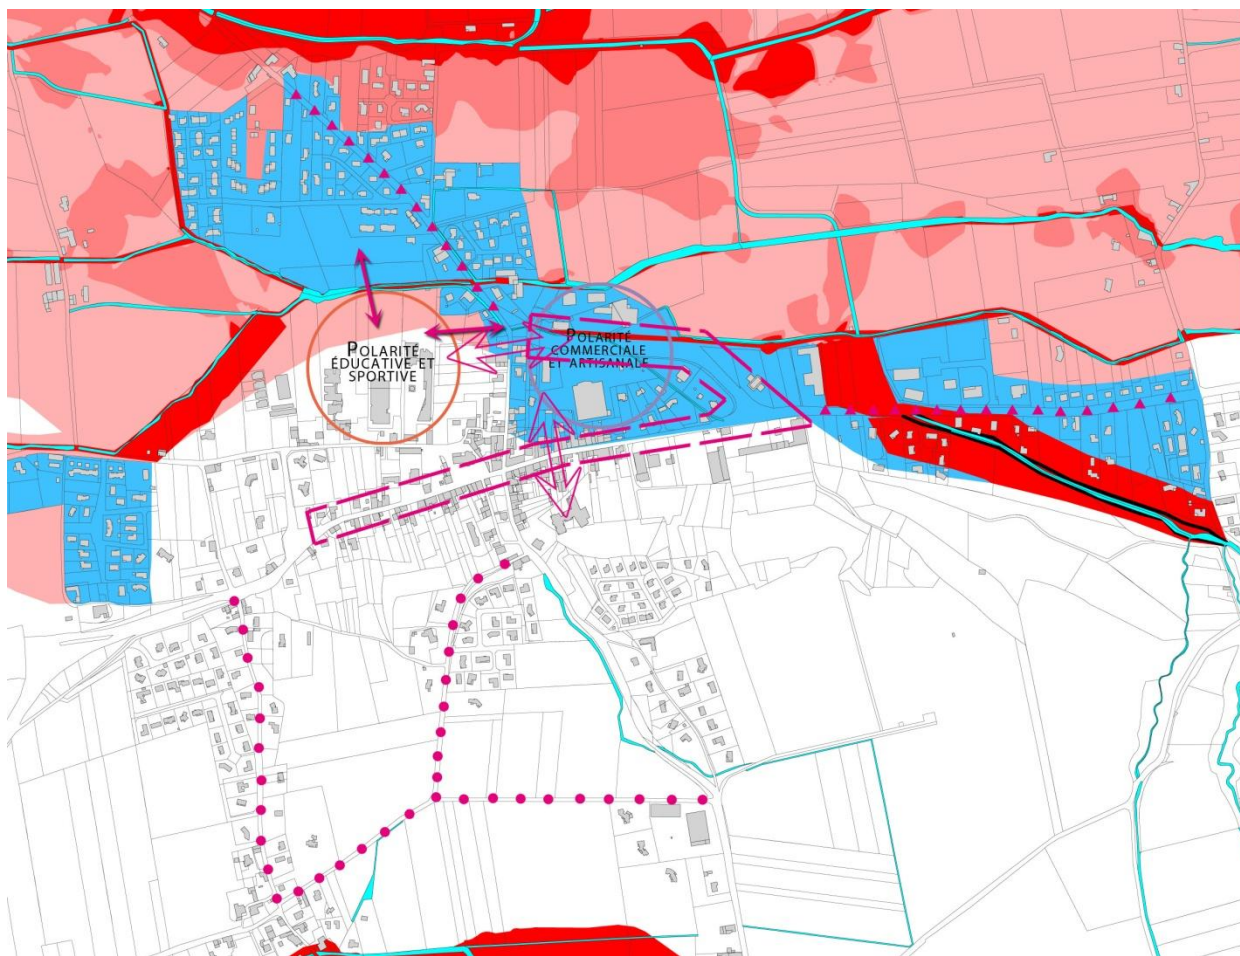 POLARITÉ
ÉDUCATIVE ET
SPORTIVE
POLARITÉ
COMMERCIALE
ET ARTISANALE